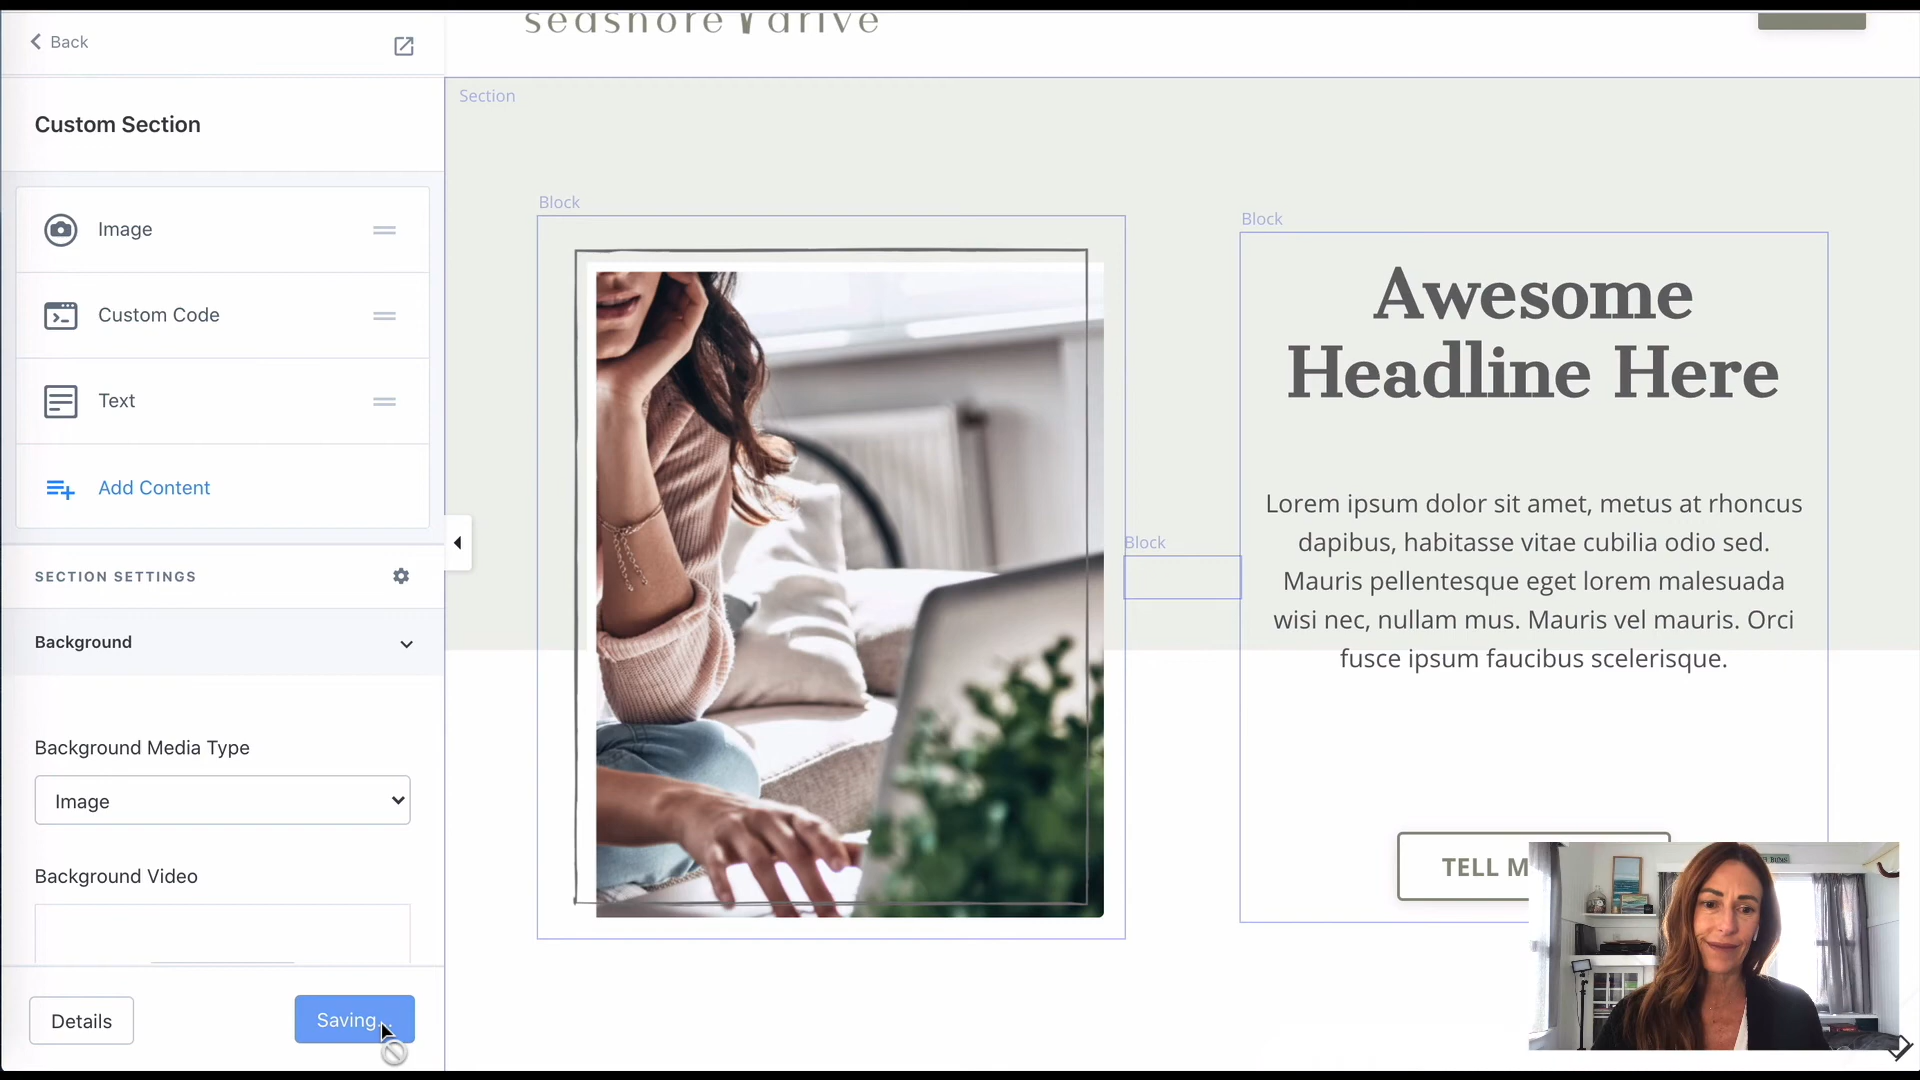 seashore drive
Back
Section
Custom Section
Block
Block
Image
Custom Code
Text
Add Content
Awesome
Headline Here
Lorem ipsum dolor sit amet, metus at rhoncus
dapibus, habitasse vitae cubilia odio sed.
Mauris pellentesque eget lorem malesuada
wisi nec, nullam mus. Mauris vel mauris. Orci
fusce ipsum faucibus scelerisque.
Block
SECTION SETTINGS
Background
Background Media Type
Image
Background Video
TELL M
Details
Saving...